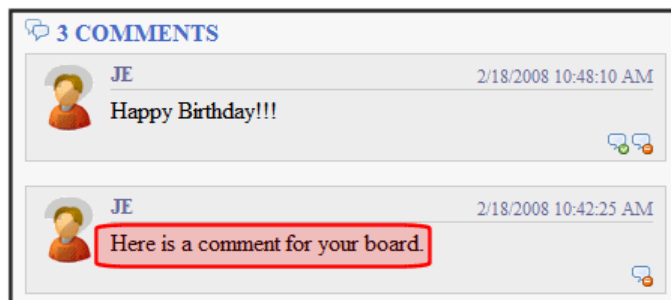 3 COMMENTS
JE 2/18/2008 10:48:10 AM
Happy Birthday!!!
JE 2/18/2008 10:42:25 AM
Here is a comment for your board.